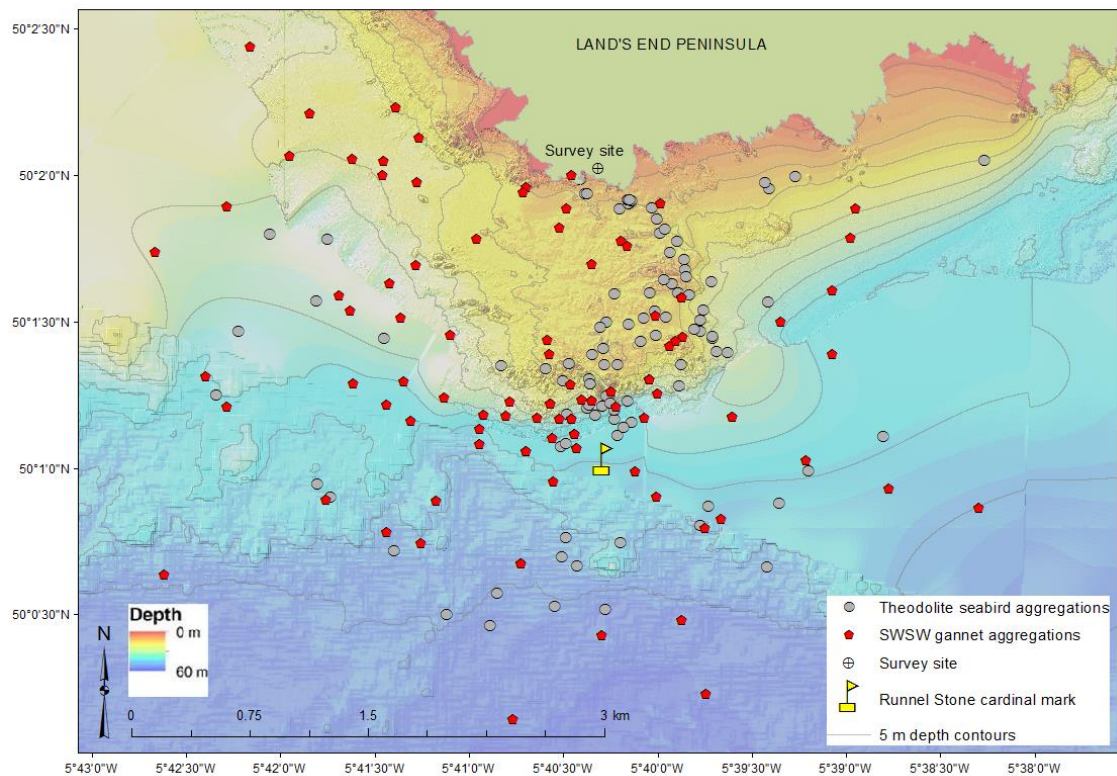 50°2'30"N
LAND'S END PENINSULA
Survey site
50°2'0"N
50°1'30"N
50°1'0"N
50°0'30"N
Depth
0 m
60 m
N
0 0.75 1.5 3 km
Theodolite seabird aggregations
SWSW gannet aggregations
Survey site
Runnel Stone cardinal mark
5 m depth contours
5°43'0"W 5°42'30"W 5°42'0"W 5°41'30"W 5°41'0"W 5°40'30"W 5°40'0"W 5°39'30"W 5°39'0"W 5°38'30"W 5°38'0"W